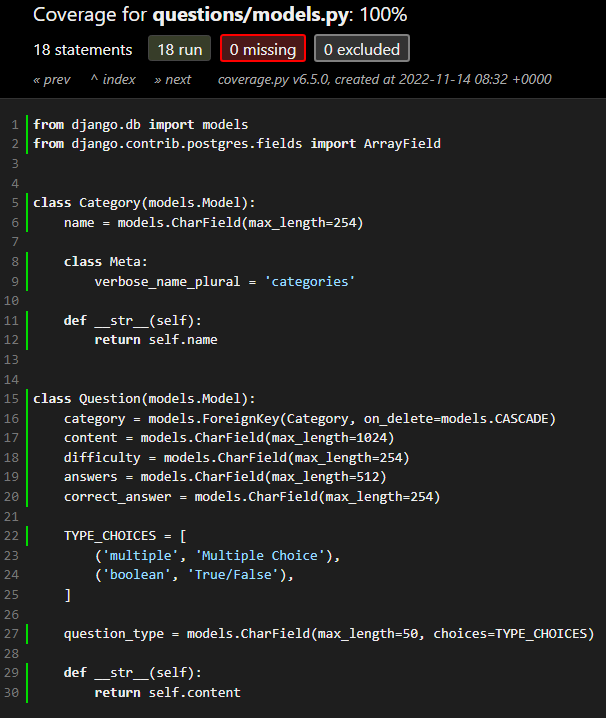 Coverage for questions/models.py: 100%
18 statements 18 run 0 missing 0 excluded
« prev ^ index » next coverage.py v6.5.0, created at 2022-11-14 08:32 +0000
1 from django.db import models
2 from django.contrib.postgres.fields import ArrayField
3
4
5 class Category(models.Model):
6     name = models.CharField(max_length=254)
7
8     class Meta:
9         verbose_name_plural = 'categories'
10
11     def __str__(self):
12         return self.name
13
14
15 class Question(models.Model):
16     category = models.ForeignKey(Category, on_delete=models.CASCADE)
17     content = models.CharField(max_length=1024)
18     difficulty = models.CharField(max_length=254)
19     answers = models.CharField(max_length=512)
20     correct_answer = models.CharField(max_length=254)
21
22     TYPE_CHOICES = [
23         ('multiple', 'Multiple Choice'),
24         ('boolean', 'True/False'),
25     ]
26
27     question_type = models.CharField(max_length=50, choices=TYPE_CHOICES)
28
29     def __str__(self):
30         return self.content